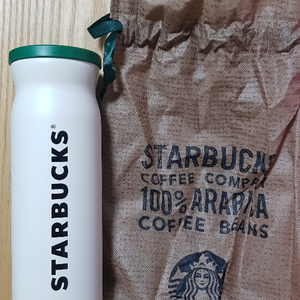 STARBUCKS®
STARBUCKS
COFFEE COMPA
100% ARABICA
COFFEE BEANS